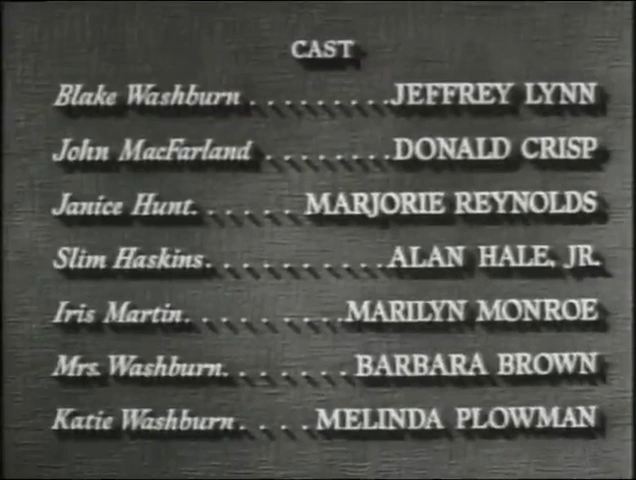 CAST
Blake Washburn . . . . . . . . . JEFFREY LYNN
John MacFarland . . . . . . . . DONALD CRISP
Janice Hunt. . . . . . . MARJORIE REYNOLDS
Slim Haskins. . . . . . . . . . . ALAN HALE, JR.
Iris Martin. . . . . . . . . . MARILYN MONROE
Mrs. Washburn. . . . . . . . BARBARA BROWN
Katie Washburn . . . . MELINDA PLOWMAN